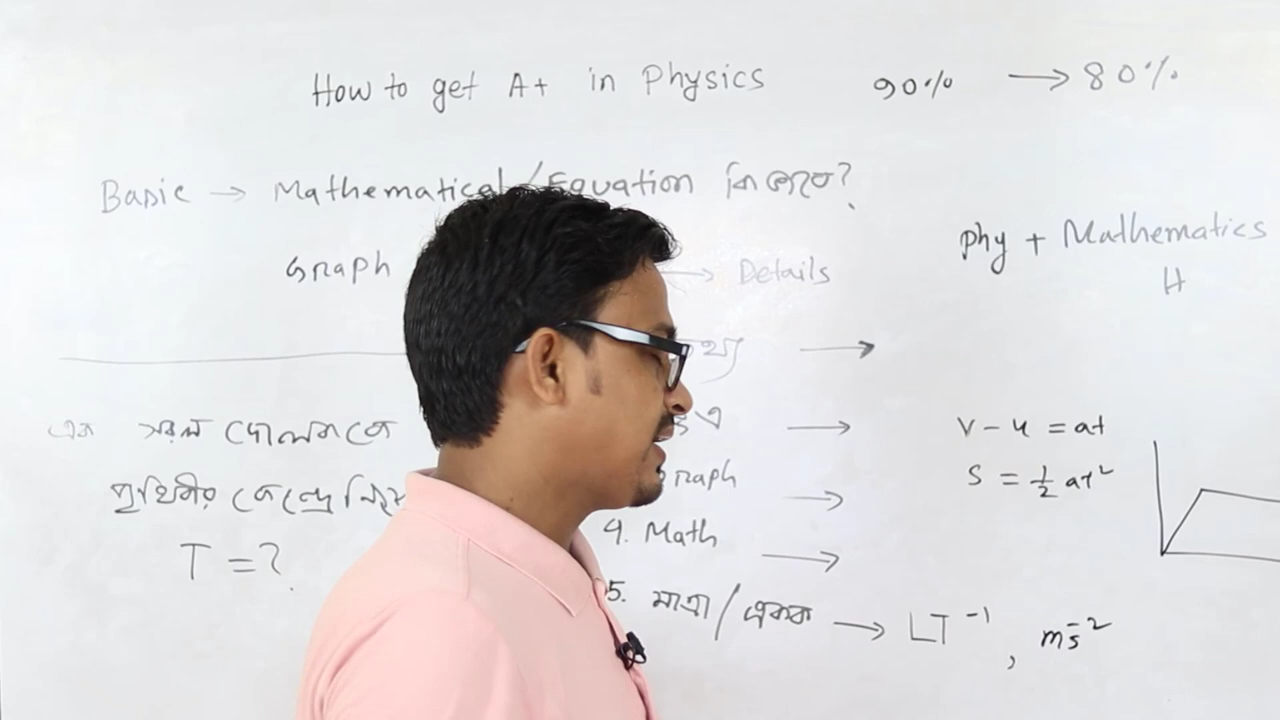 How to get A+ in Physics 90% → 80%
Basic → Mathematical/Equation কি ভাবে?
Graph → Details
Phy + Mathematics
H
→
এক সরল দোলককে →
V - u = at
পৃথিবীর কেন্দ্রে graph →
S = ½ at²
T = ?
4. Math →
5. মাত্রা/একক → LT⁻¹, ms⁻²